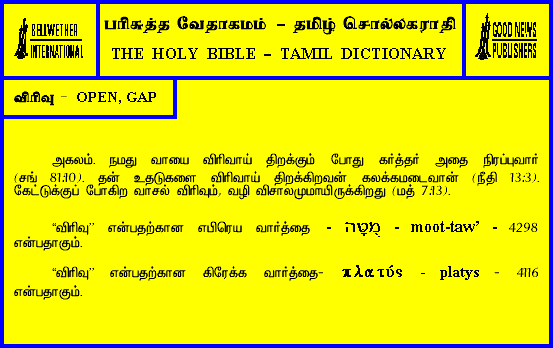 BELLWETHER
INTERNATIONAL
பரிசுத்த வேதாகமம் – தமிழ் சொல்லகராதி
THE HOLY BIBLE – TAMIL DICTIONARY
GOOD NEWS
PUBLISHERS
விரிவு – OPEN, GAP
அகலம். நமது வாயை விரிவாய் திறக்கும் போது கர்த்தர் அதை நிரப்புவார்
(சங் 81:10). தன் உதடுகளை விரிவாய் திறக்கிறவன் கலக்கமடைவான் (நீதி 13:3).
கேட்டுக்குப் போகிற வாசல் விரிவும், வழி விசாலமுமாயிருக்கிறது (மத் 7:13).
“விரிவு” என்பதற்கான எபிரெய வார்த்தை - מֻטָּה - moot-taw’ - 4298
என்பதாகும்.
“விரிவு” என்பதற்கான கிரேக்க வார்த்தை- πλατύς - platys - 4116
என்பதாகும்.